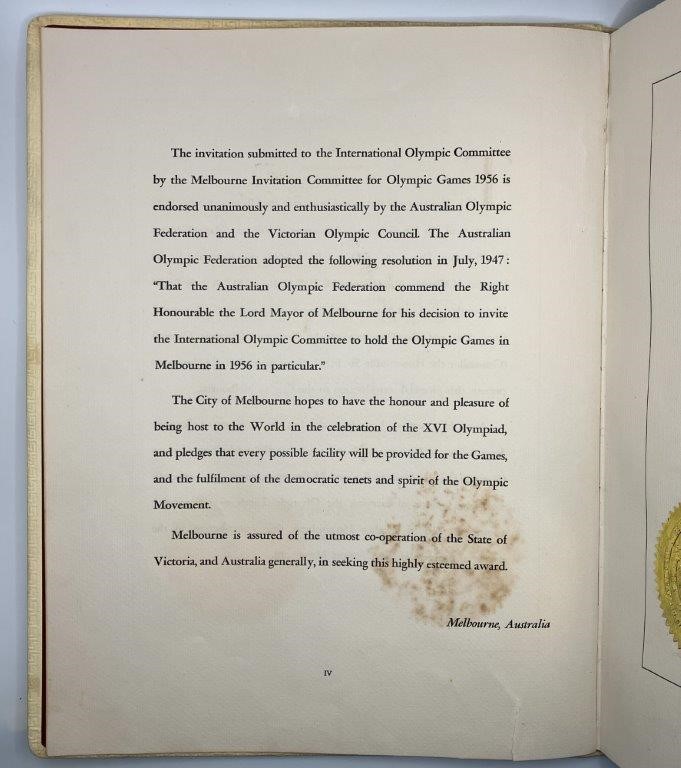 The invitation submitted to the International Olympic Committee
by the Melbourne Invitation Committee for Olympic Games 1956 is
endorsed unanimously and enthusiastically by the Australian Olympic
Federation and the Victorian Olympic Council. The Australian
Olympic Federation adopted the following resolution in July, 1947:
"That the Australian Olympic Federation commend the Right
Honourable the Lord Mayor of Melbourne for his decision to invite
the International Olympic Committee to hold the Olympic Games in
Melbourne in 1956 in particular."
The City of Melbourne hopes to have the honour and pleasure of
being host to the World in the celebration of the XVI Olympiad,
and pledges that every possible facility will be provided for the Games,
and the fulfilment of the democratic tenets and spirit of the Olympic
Movement.
Melbourne is assured of the utmost co-operation of the State of
Victoria, and Australia generally, in seeking this highly esteemed award.
Melbourne, Australia
IV